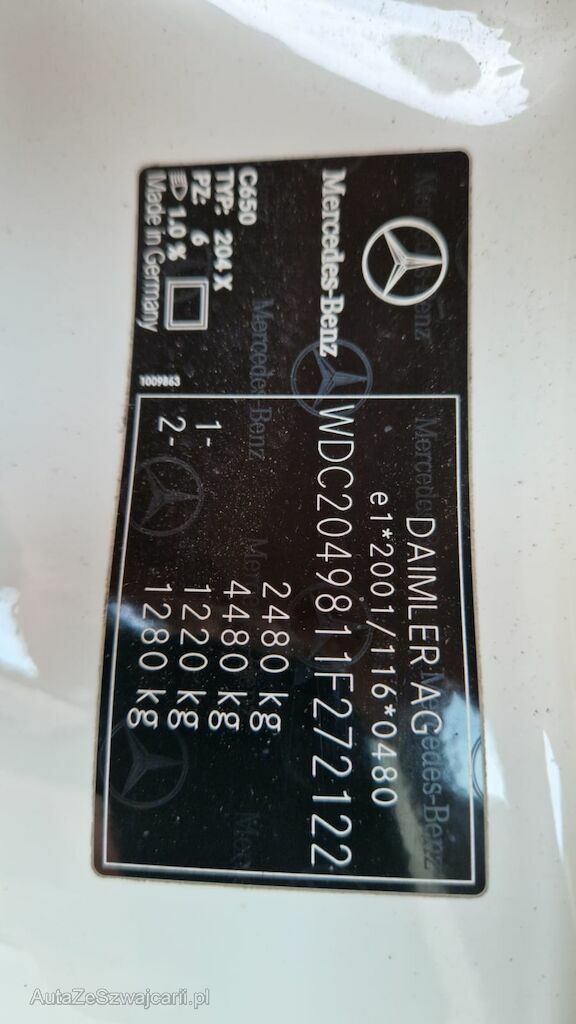 Mercedes-Benz
C650
TYP: 204 X
PZ: 6
1.0 %
Made in Germany
1009863
DAIMLER AG
e1*2001/116*0480
WDC2049811F272122
2480 kg
4480 kg
1- 1220 kg
2- 1280 kg
AutaZeSzwajcarii.pl